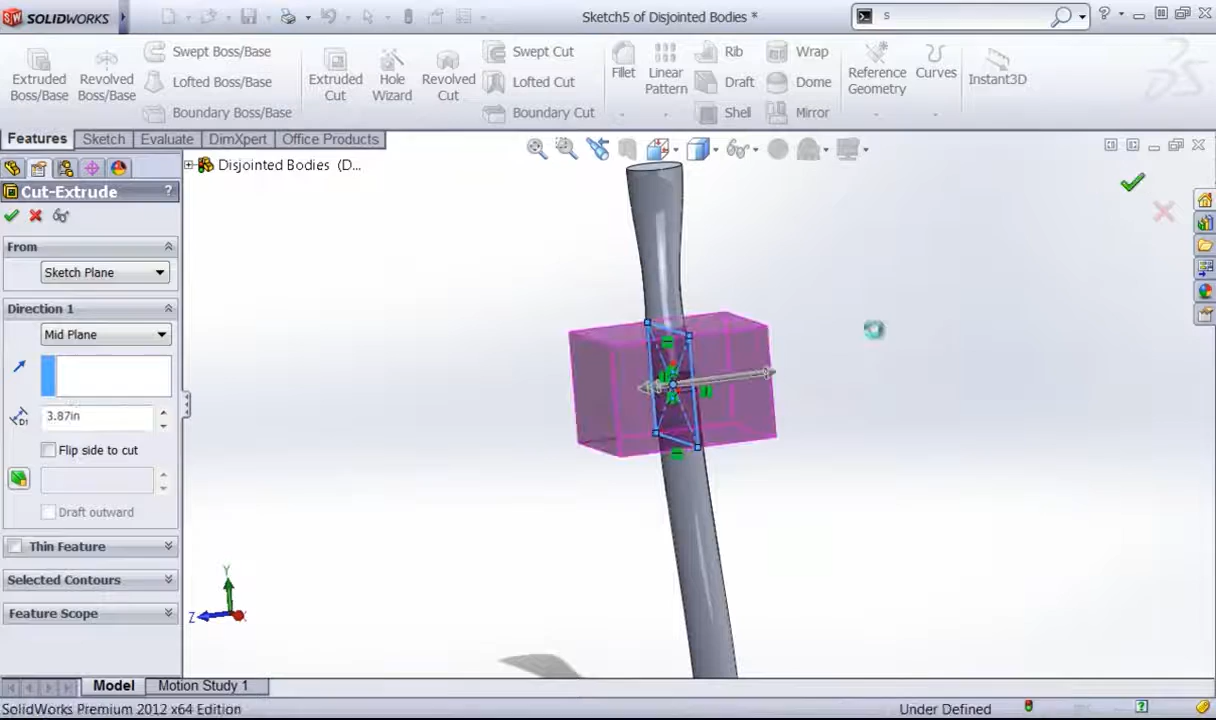 SOLIDWORKS
Sketch5 of Disjointed Bodies *
s
?
Extruded Boss/Base
Revolved Boss/Base
Swept Boss/Base
Lofted Boss/Base
Boundary Boss/Base
Extruded Cut
Hole Wizard
Revolved Cut
Swept Cut
Lofted Cut
Boundary Cut
Fillet
Linear Pattern
Rib
Draft
Shell
Wrap
Dome
Mirror
Reference Geometry
Curves
Instant3D
Features
Sketch
Evaluate
DimXpert
Office Products
Disjointed Bodies (D...
Cut-Extrude
?
From
Sketch Plane
Direction 1
Mid Plane
D1
3.87in
Flip side to cut
Draft outward
Thin Feature
Selected Contours
Feature Scope
Y
Z
X
Model
Motion Study 1
SolidWorks Premium 2012 x64 Edition
Under Defined
?